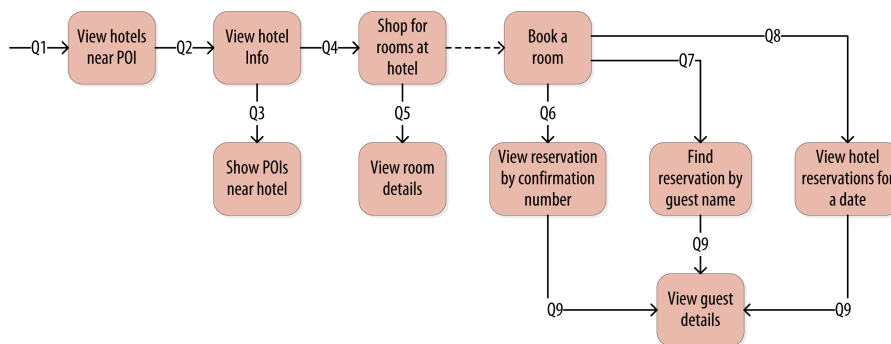 Q1
View hotels
near POI
Q2
View hotel
Info
Q4
Shop for
rooms at
hotel
Book a
room
Q8
Q7
Q3
Q5
Q6
Show POIs
near hotel
View room
details
View reservation
by confirmation
number
Find
reservation by
guest name
View hotel
reservations for
a date
Q9
Q9
View guest
details
Q9